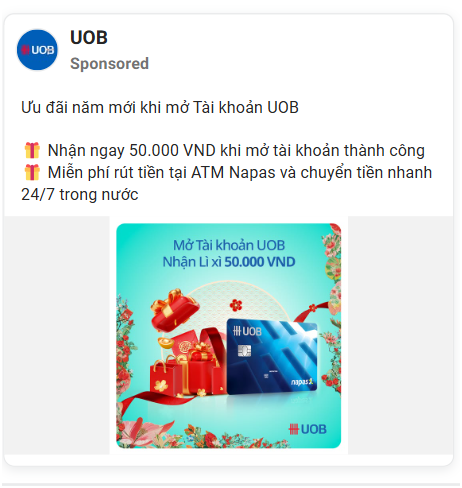 UOB
UOB
Sponsored
Ưu đãi năm mới khi mở Tài khoản UOB
Nhận ngay 50.000 VND khi mở tài khoản thành công
Miễn phí rút tiền tại ATM Napas và chuyển tiền nhanh
24/7 trong nước
Mở Tài khoản UOB
Nhận Lì xì 50.000 VND
UOB
napas
UOB